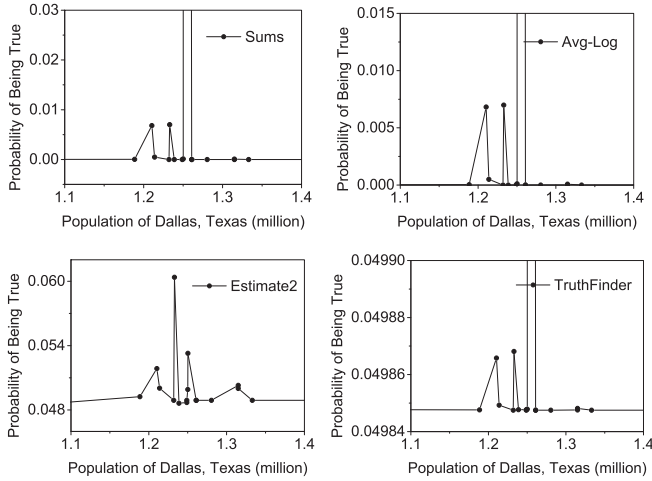 Probability of Being True
0.03
0.02
0.01
0.00
1.1 1.2 1.3 1.4
Population of Dallas, Texas (million)
Sums
Probability of Being True
0.015
0.010
0.005
0.000
1.1 1.2 1.3 1.4
Population of Dallas, Texas (million)
Avg-Log
Probability of Being True
0.060
0.054
0.048
1.1 1.2 1.3 1.4
Population of Dallas, Texas (million)
Estimate2
Probability of Being True
0.04990
0.04988
0.04986
0.04984
1.1 1.2 1.3 1.4
Population of Dallas, Texas (million)
TruthFinder